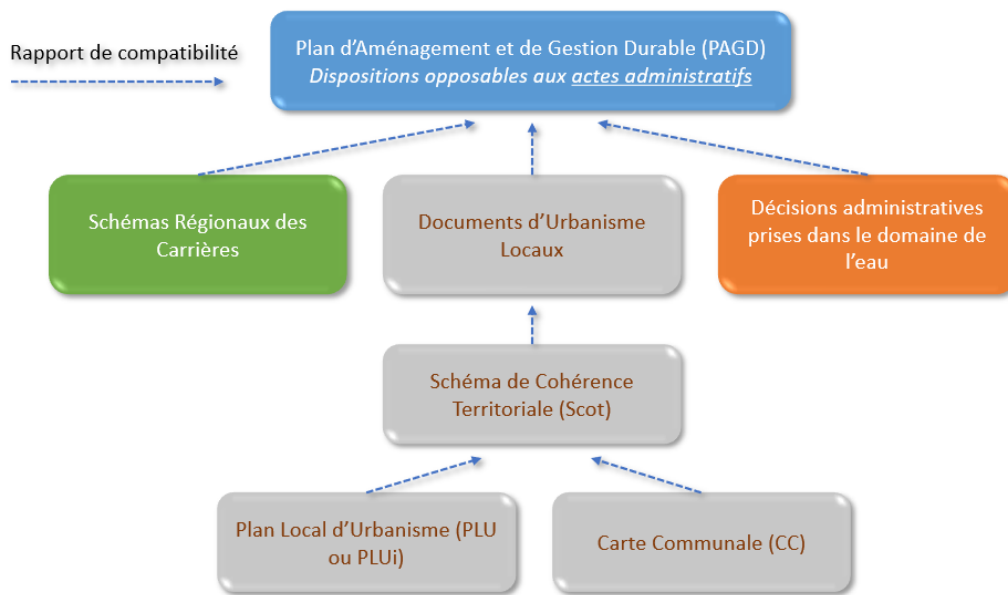 Rapport de compatibilité
Plan d’Aménagement et de Gestion Durable (PAGD)
Dispositions opposables aux actes administratifs
Schémas Régionaux des
Carrières
Documents d’Urbanisme
Locaux
Décisions administratives
prises dans le domaine de
l’eau
Schéma de Cohérence
Territoriale (Scot)
Plan Local d’Urbanisme (PLU
ou PLUi)
Carte Communale (CC)